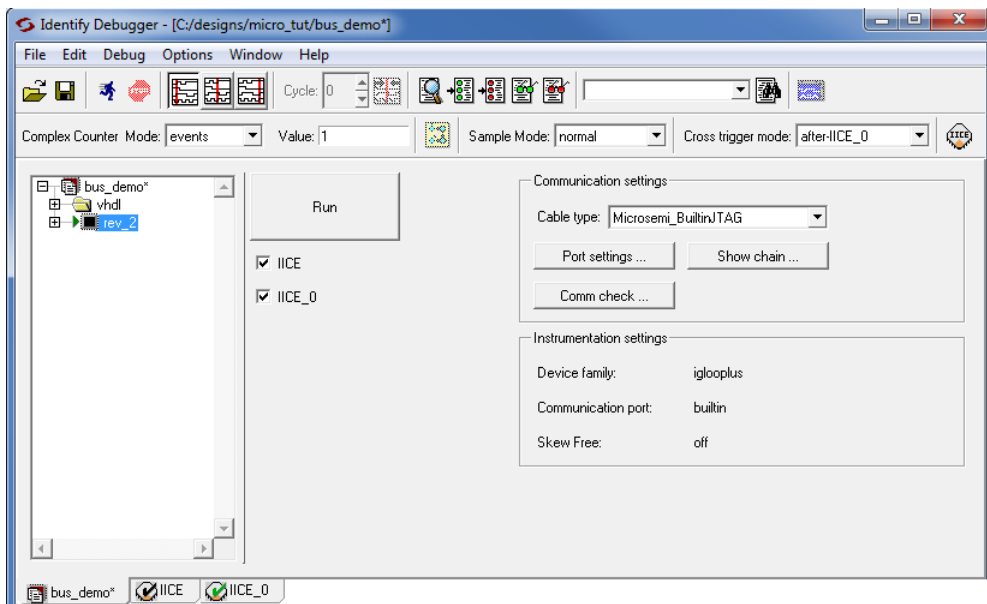 Identify Debugger - [C:/designs/micro_tut/bus_demo*]
File Edit Debug Options Window Help
STOP Cycle: 0
Complex Counter Mode: events Value: 1 Sample Mode: normal Cross trigger mode: after-IICE_0 IICE
bus_demo*
vhdl
rev_2
Run
IICE
IICE_0
Communication settings
Cable type: Microsemi_BuiltinJTAG
Port settings ... Show chain ...
Comm check ...
Instrumentation settings
Device family: iglooplus
Communication port: builtin
Skew Free: off
bus_demo* IICE IICE_0